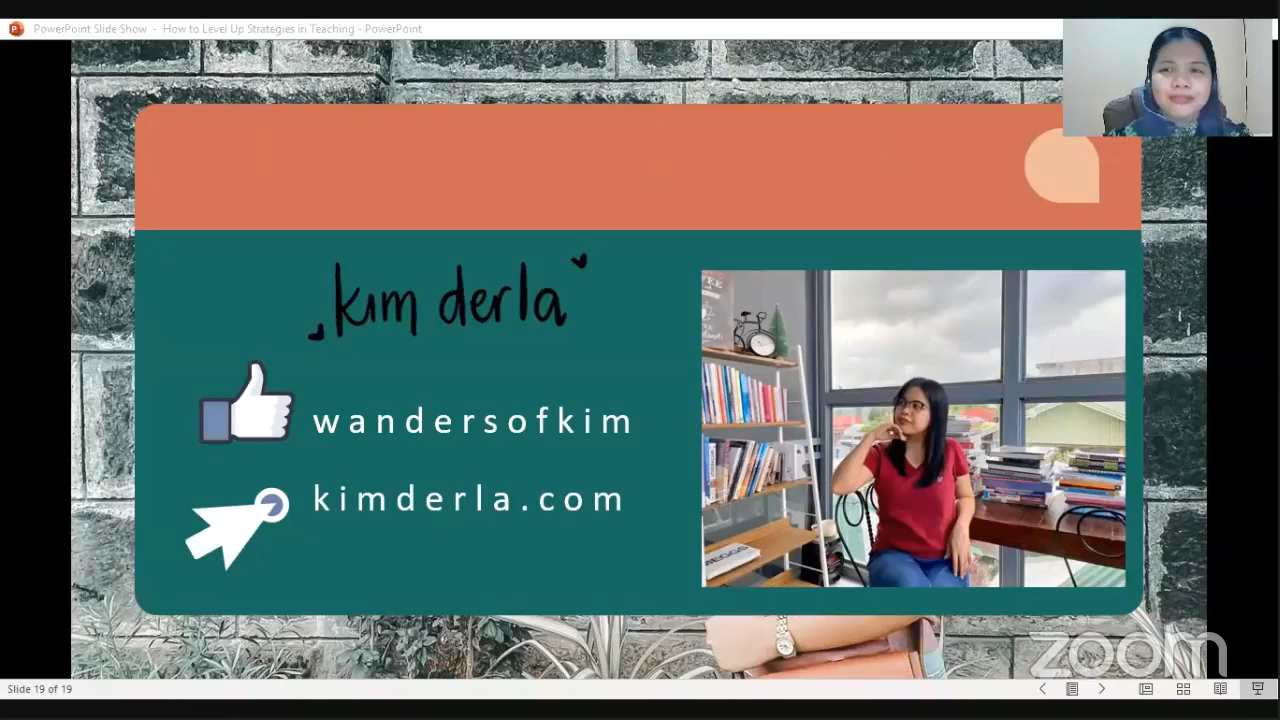 PowerPoint Slide Show - How to Level Up Strategies in Teaching - PowerPoint
kim derla
wandersofkim
kimderla.com
MEGGS
zoom
Slide 19 of 19